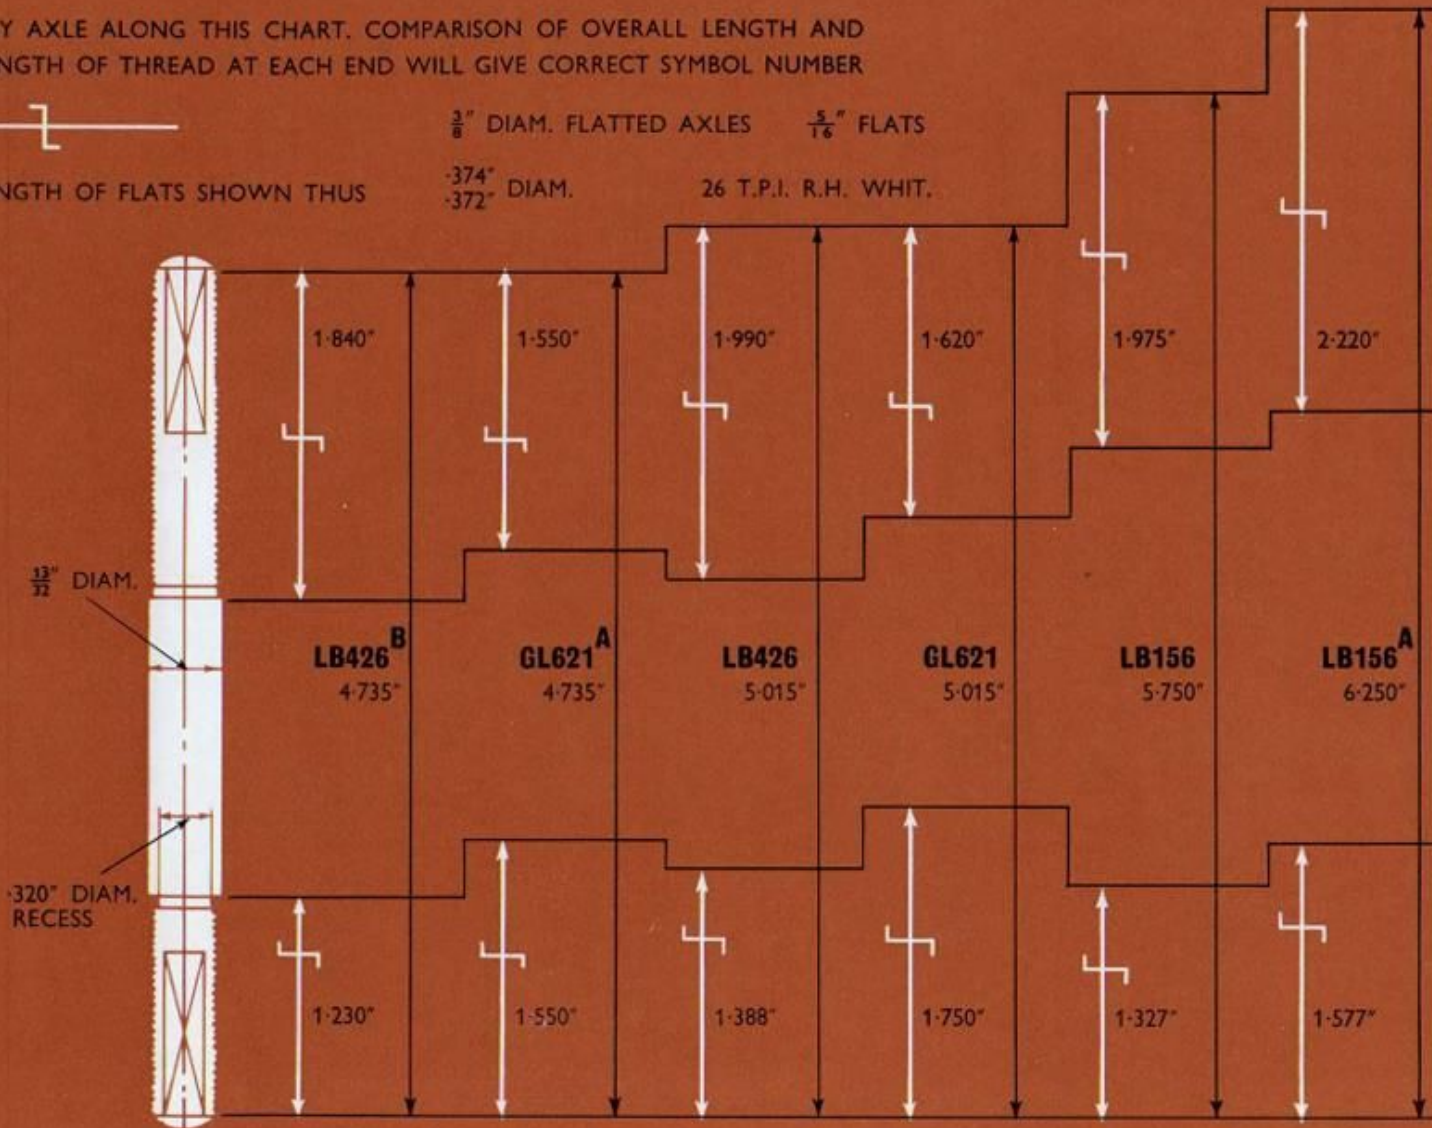 Y AXLE ALONG THIS CHART. COMPARISON OF OVERALL LENGTH AND
NGTH OF THREAD AT EACH END WILL GIVE CORRECT SYMBOL NUMBER
3/8" DIAM. FLATTED AXLES 5/16" FLATS
NGTH OF FLATS SHOWN THUS ·374" ·372" DIAM. 26 T.P.I. R.H. WHIT.
1·840" 1·550" 1·990" 1·620" 1·975" 2·220"
13/32" DIAM.
LB426B GL621A LB426 GL621 LB156 LB156A
4·735" 4·735" 5·015" 5·015" 5·750" 6·250"
·320" DIAM.
RECESS
1·230" 1·550" 1·388" 1·750" 1·327" 1·577"